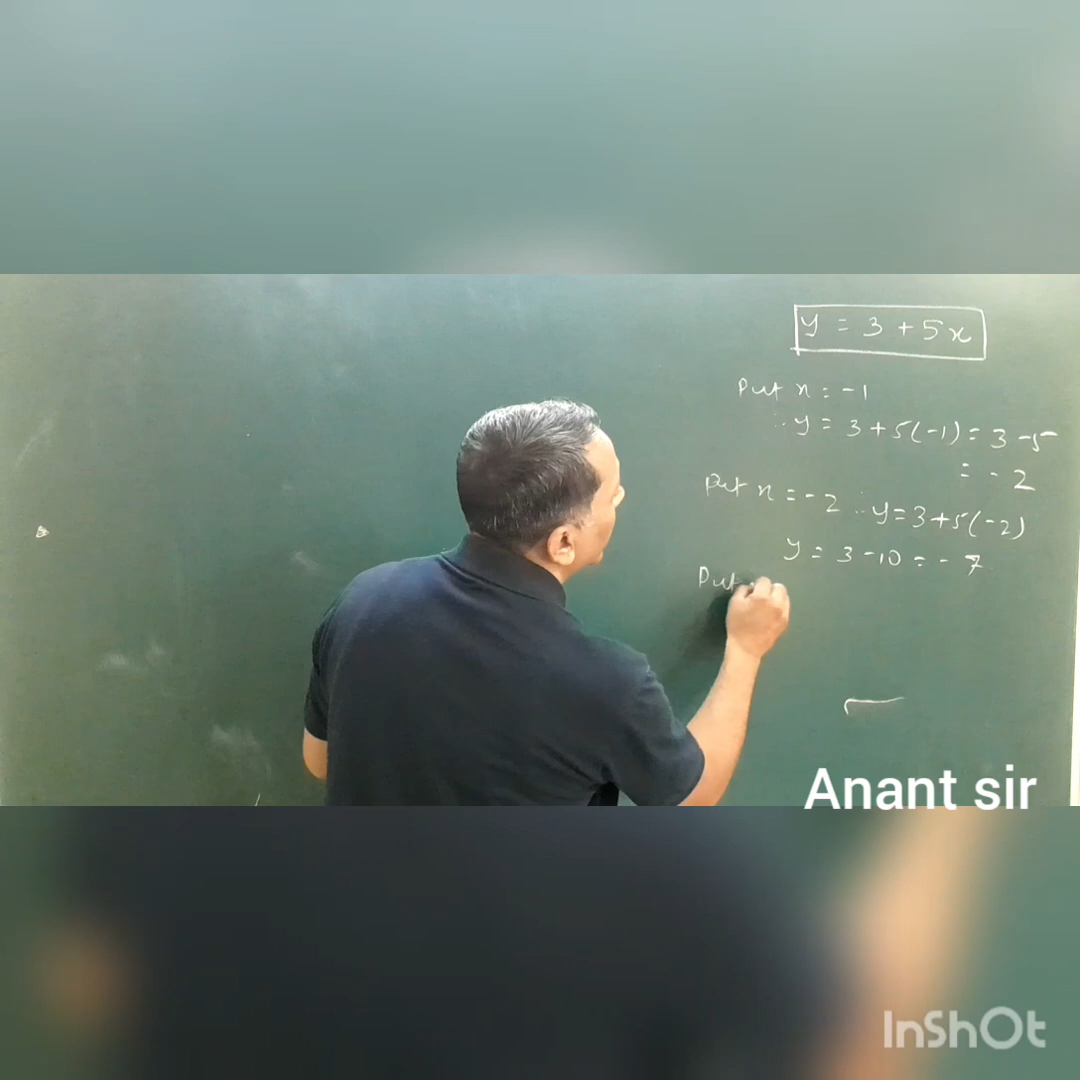 y = 3 + 5x
Put x = -1
∴ y = 3 + 5(-1) = 3 - 5
= - 2
Put x = -2 ∴ y = 3 + 5(-2)
y = 3 - 10 = - 7
Put
Anant sir
InShOt